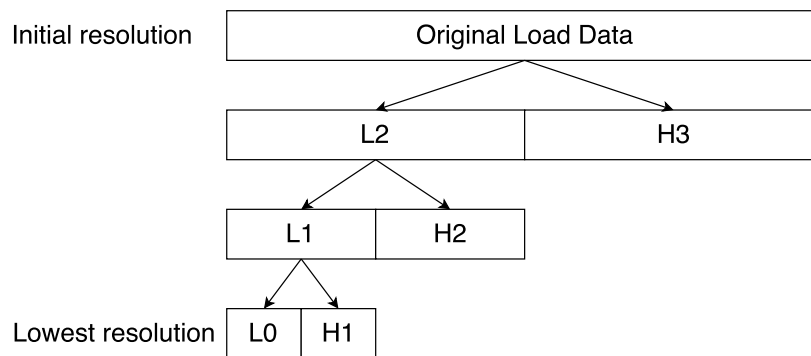 Initial resolution Original Load Data
L2 H3
L1 H2
Lowest resolution L0 H1